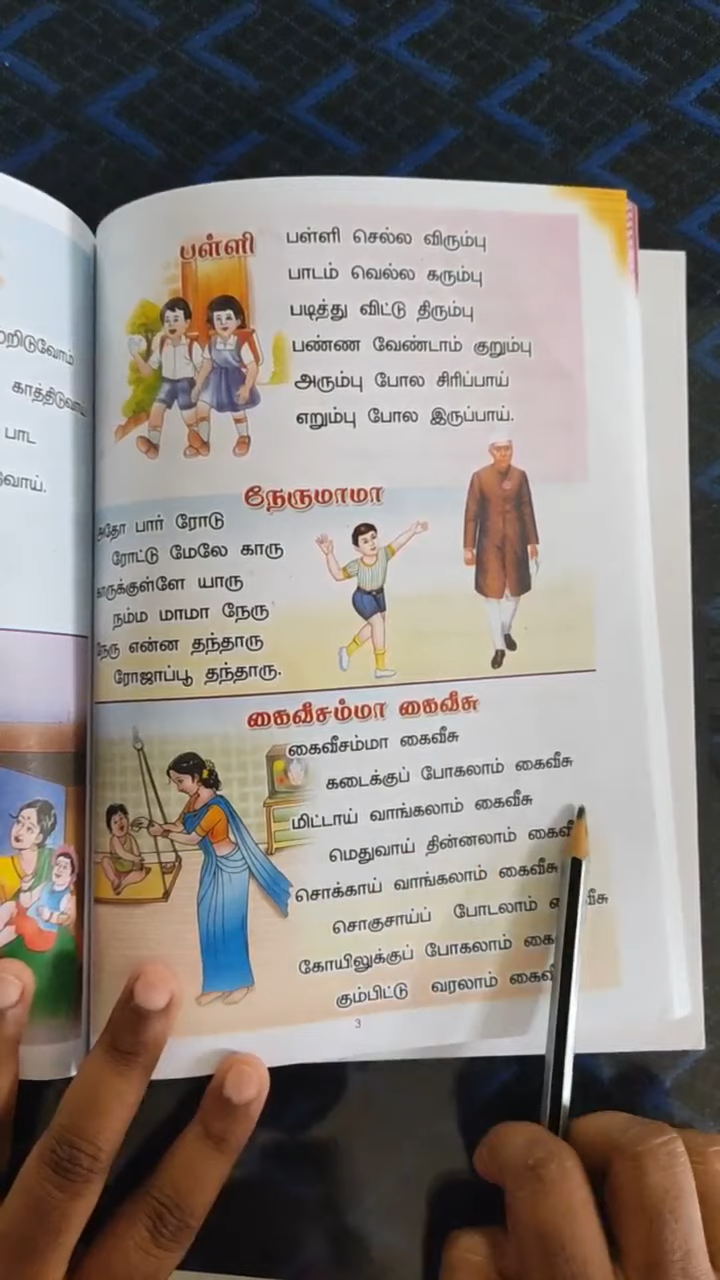 காத்திடுவாய்
பாட
பள்ளி
பள்ளி செல்ல விரும்பு
பாடம் வெல்ல கரும்பு
படித்து விட்டு திரும்பு
பண்ண வேண்டாம் குறும்பு
அரும்பு போல சிரிப்பாய்
எறும்பு போல இருப்பாய்.
நேருமாமா
அதோ பார் ரோடு
ரோட்டு மேலே காரு
காருக்குள்ளே யாரு
நம்ம மாமா நேரு
நேரு என்ன தந்தாரு
ரோஜாப்பூ தந்தாரு.
கைவீசம்மா கைவீசு
கைவீசம்மா கைவீசு
கடைக்குப் போகலாம் கைவீசு
மிட்டாய் வாங்கலாம் கைவீசு
மெதுவாய் தின்னலாம் கைவீசு
சொக்காய் வாங்கலாம் கைவீசு
சொகுசாய்ப் போடலாம் கைவீசு
கோயிலுக்குப் போகலாம்
கும்பிட்டு வரலாம் கைவீசு
3